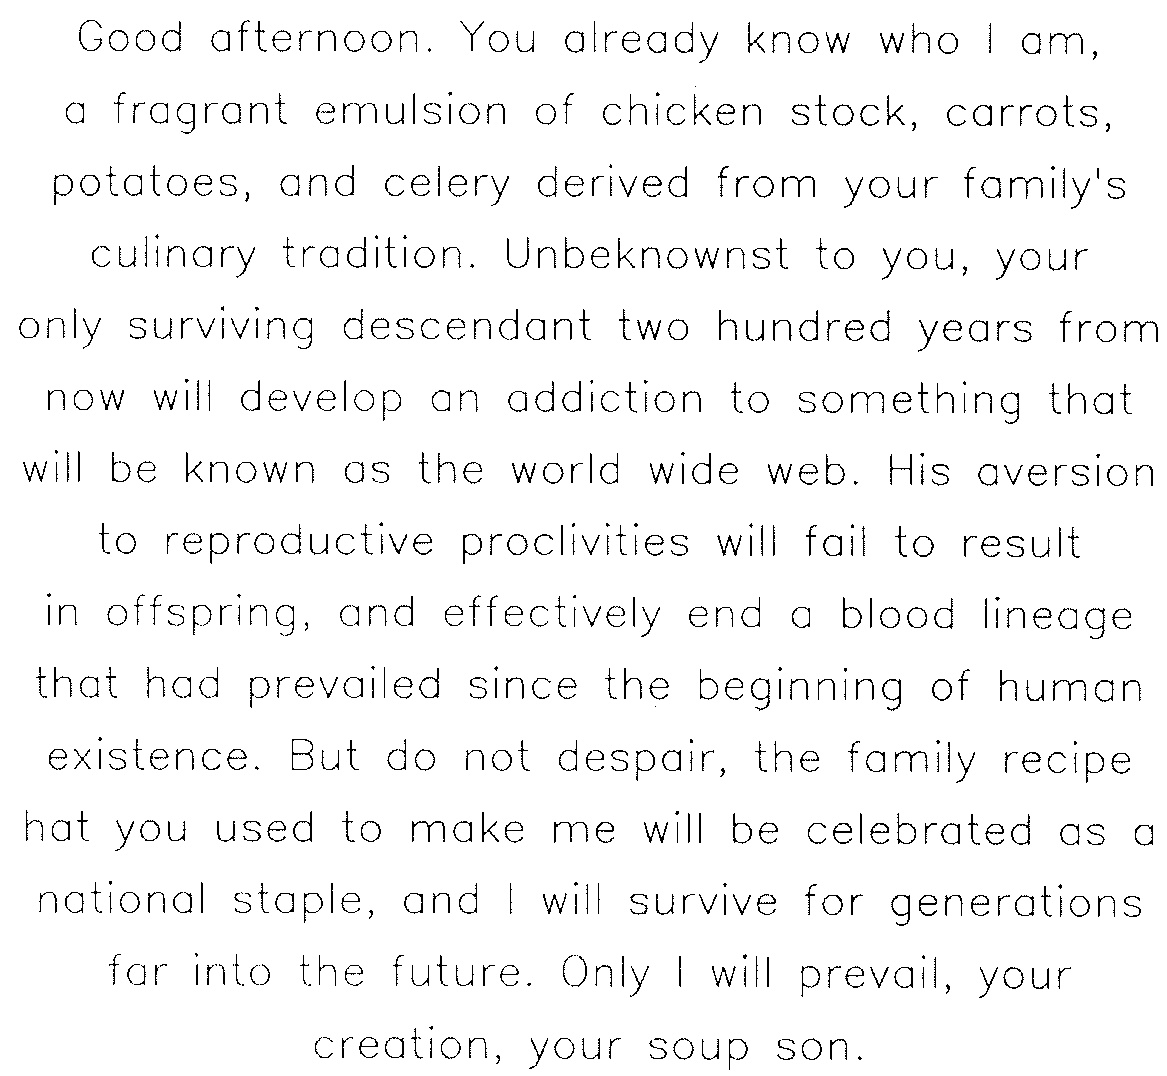 Good afternoon. You already know who I am,
a fragrant emulsion of chicken stock, carrots,
potatoes, and celery derived from your family's
culinary tradition. Unbeknownst to you, your
only surviving descendant two hundred years from
now will develop an addiction to something that
will be known as the world wide web. His aversion
to reproductive proclivities will fail to result
in offspring, and effectively end a blood lineage
that had prevailed since the beginning of human
existence. But do not despair, the family recipe
hat you used to make me will be celebrated as a
national staple, and I will survive for generations
far into the future. Only I will prevail, your
creation, your soup son.